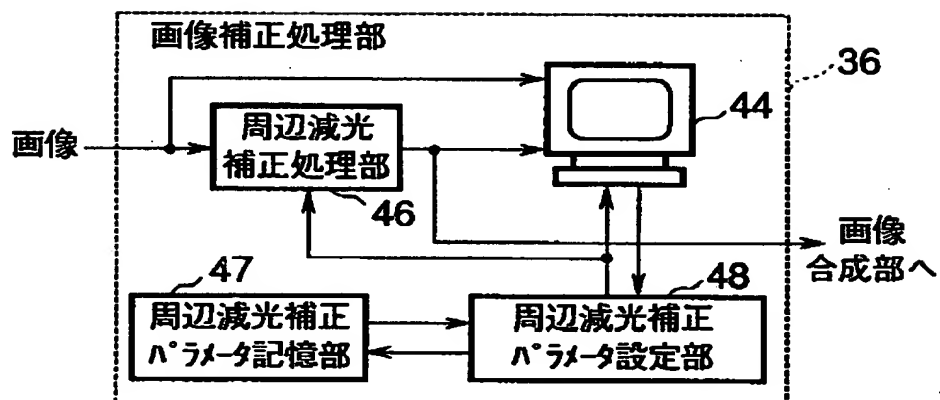 画像補正処理部
36
44
画像
周辺減光
補正処理部
46
画像
合成部へ
47
48
周辺減光補正
パラメータ記憶部
周辺減光補正
パラメータ設定部